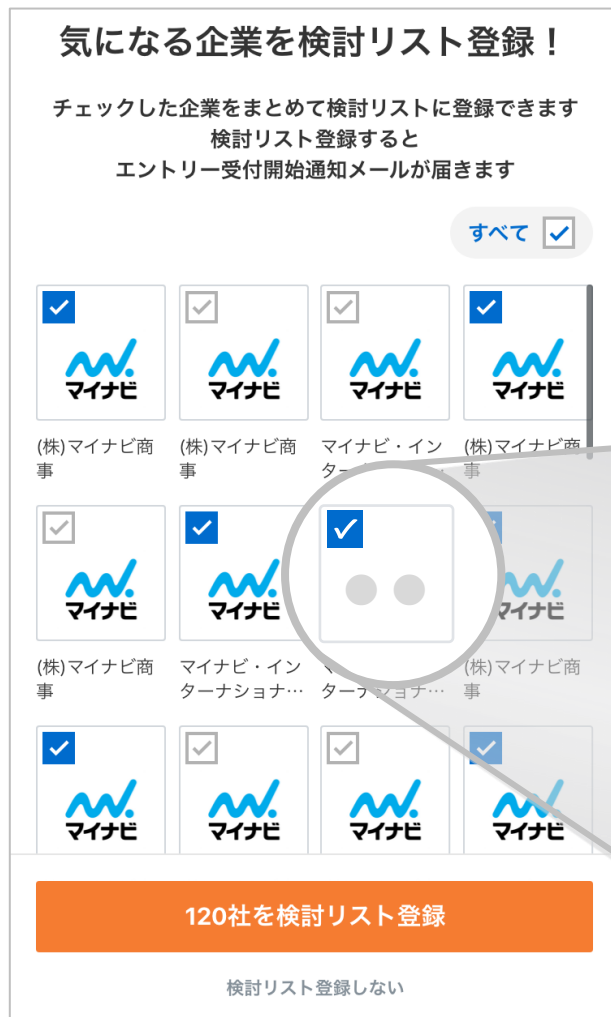 気になる企業を検討リスト登録！
チェックした企業をまとめて検討リストに登録できます
検討リスト登録すると
エントリー受付開始通知メールが届きます
すべて
マイナビ マイナビ マイナビ マイナビ
(株)マイナビ商 (株)マイナビ商 マイナビ・イン (株)マイナビ商
事 事 事
マイナビ マイナビ マイナビ
(株)マイナビ商 マイナビ・イン (株)マイナビ商
事 ターナショナ… ターナショナ… 事
マイナビ マイナビ マイナビ マイナビ
120社を検討リスト登録
検討リスト登録しない